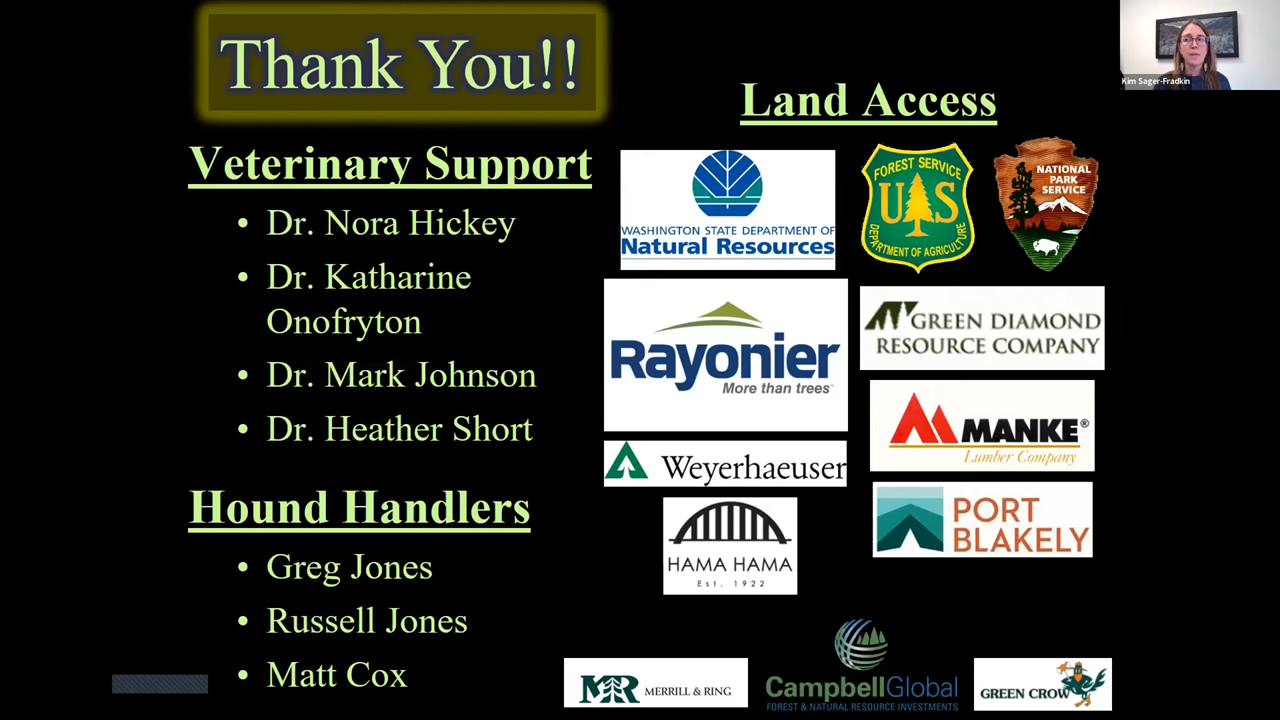 Thank You!!
Kim Sager-Fradkin
Veterinary Support
• Dr. Nora Hickey
• Dr. Katharine
Onofryton
• Dr. Mark Johnson
• Dr. Heather Short
Hound Handlers
• Greg Jones
• Russell Jones
• Matt Cox
Land Access
WASHINGTON STATE DEPARTMENT OF
Natural Resources
FOREST SERVICE
U S
DEPARTMENT OF AGRICULTURE
NATIONAL
PARK
SERVICE
Rayonier
More than trees™
GREEN DIAMOND
RESOURCE COMPANY
MANKE®
Lumber Company
Weyerhaeuser
PORT
BLAKELY
HAMA HAMA
Est. 1922
MR MERRILL & RING
CampbellGlobal
FOREST & NATURAL RESOURCE INVESTMENTS
GREEN CROW